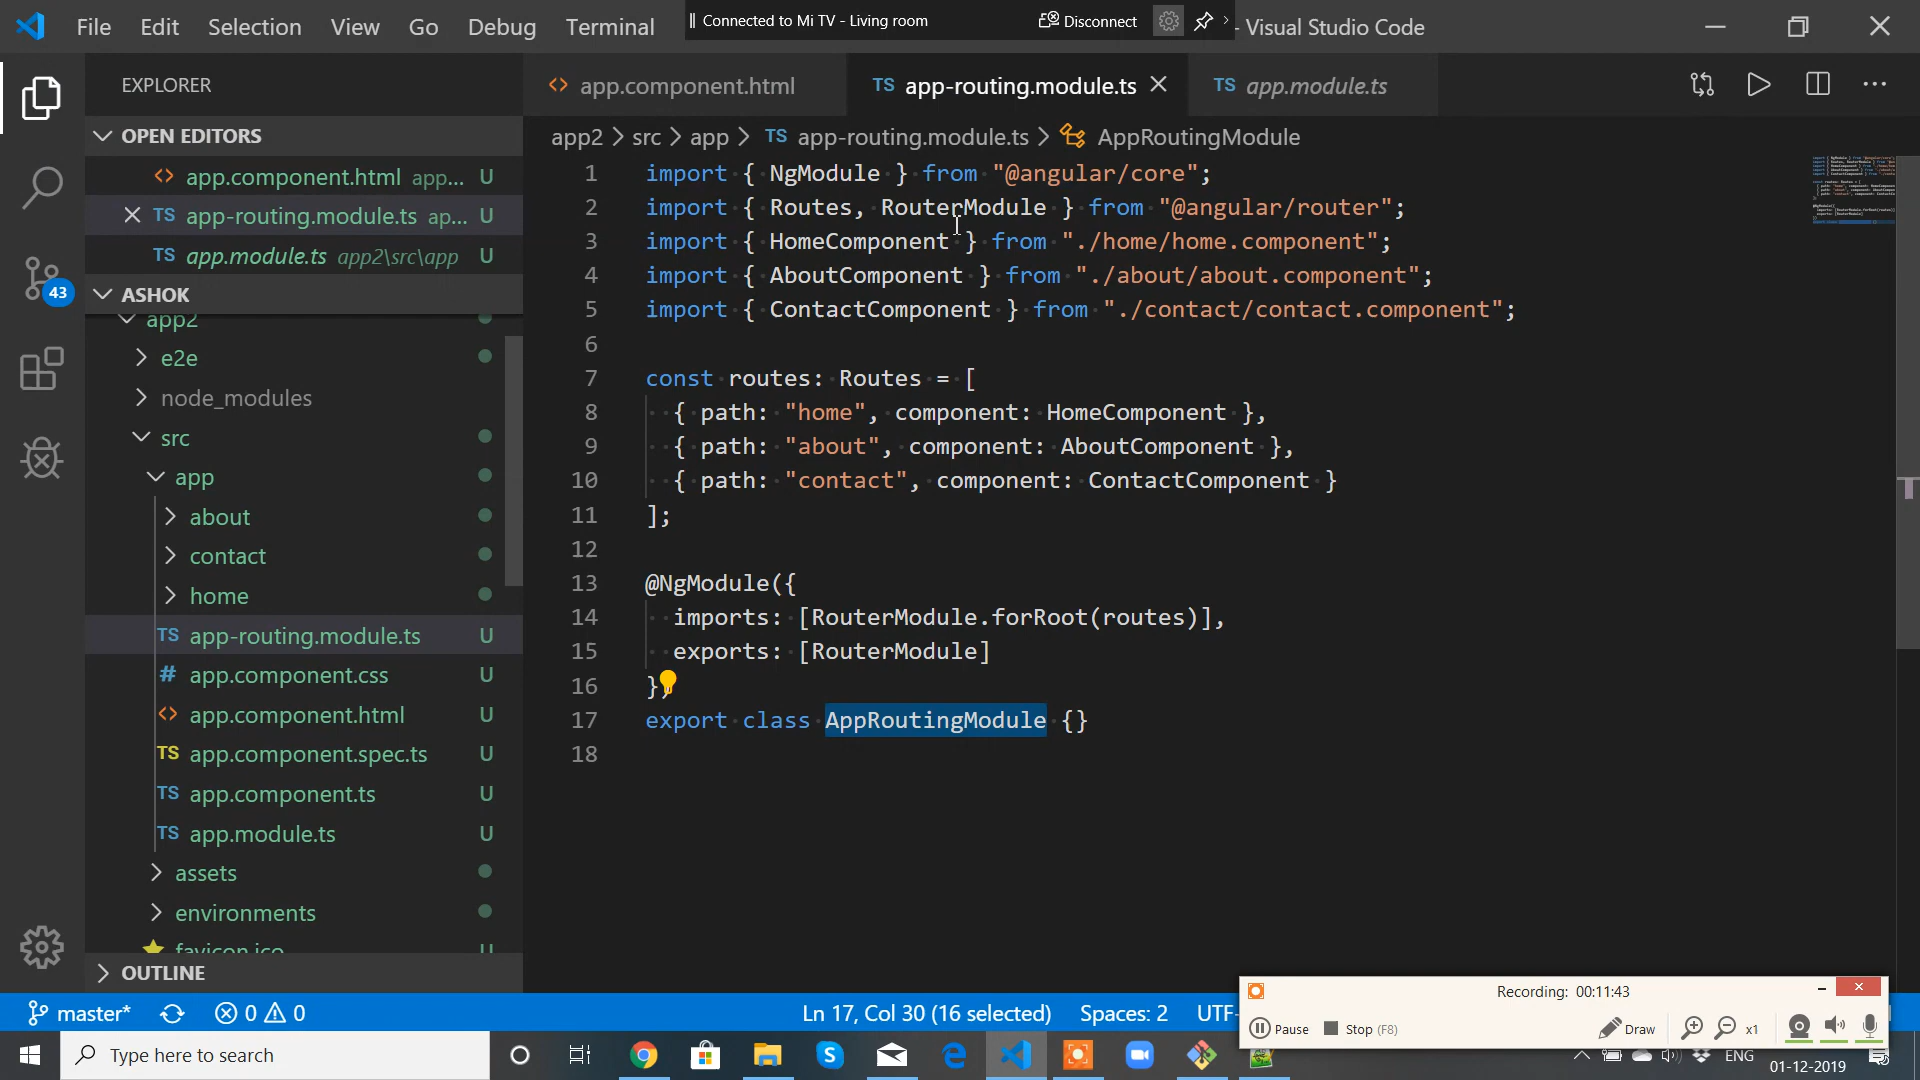 File Edit Selection View Go Debug Terminal
Connected to Mi TV - Living room Disconnect
- Visual Studio Code
EXPLORER
OPEN EDITORS
app.component.html app... U
TS app-routing.module.ts ap... U
TS app.module.ts app2\src\app U
ASHOK
app2
e2e
node_modules
src
app
about
contact
home
TS app-routing.module.ts U
# app.component.css U
<> app.component.html U
TS app.component.spec.ts U
TS app.component.ts U
TS app.module.ts U
assets
environments
favicon.ico U
OUTLINE
43
<> app.component.html
TS app-routing.module.ts
TS app.module.ts
app2 > src > app > TS app-routing.module.ts > AppRoutingModule
1 import { NgModule } from "@angular/core";
2 import { Routes, RouterModule } from "@angular/router";
3 import { HomeComponent } from "./home/home.component";
4 import { AboutComponent } from "./about/about.component";
5 import { ContactComponent } from "./contact/contact.component";
6
7 const routes: Routes = [
8 { path: "home", component: HomeComponent },
9 { path: "about", component: AboutComponent },
10 { path: "contact", component: ContactComponent }
11 ];
12
13 @NgModule({
14 imports: [RouterModule.forRoot(routes)],
15 exports: [RouterModule]
16 })
17 export class AppRoutingModule {}
18
master* 0 0 Ln 17, Col 30 (16 selected) Spaces: 2 UTF-
Recording: 00:11:43
Pause Stop (F8) Draw x1
Type here to search
ENG
01-12-2019